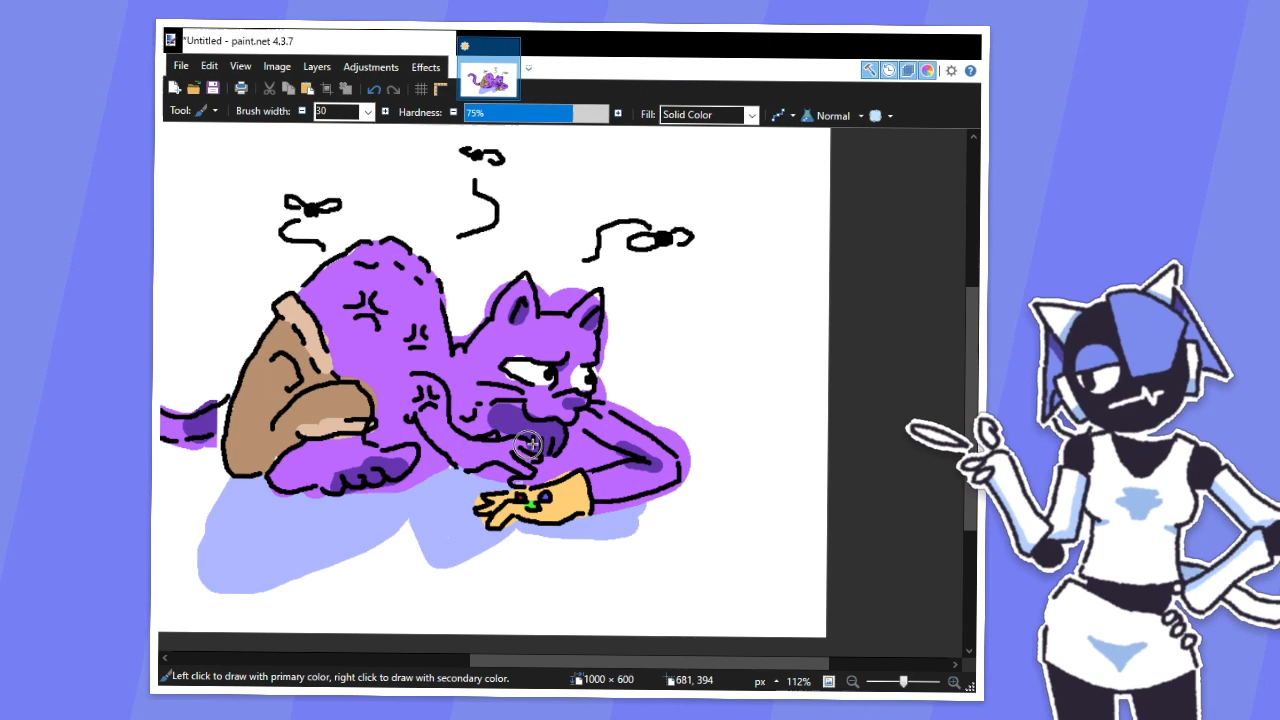 *Untitled - paint.net 4.3.7
File Edit View Image Layers Adjustments Effects
Tool: Brush width: 30 Hardness: 75% Fill: Solid Color Normal
Left click to draw with primary color, right click to draw with secondary color. 1000 × 600 681, 394 px 112%